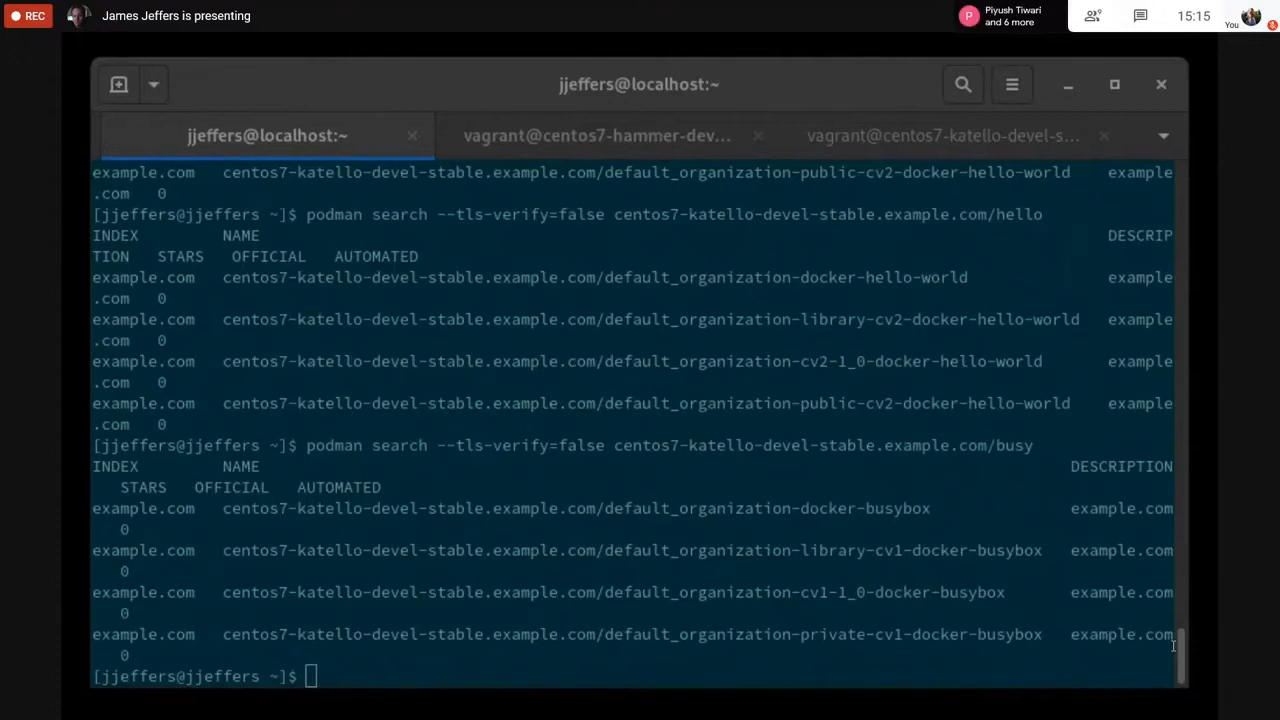 REC
James Jeffers is presenting
P
Piyush Tiwari
and 6 more
9
15:15
You
jjeffers@localhost:~
jjeffers@localhost:~
vagrant@centos7-hammer-dev...
vagrant@centos7-katello-devel-s...
example.com   centos7-katello-devel-stable.example.com/default_organization-public-cv2-docker-hello-world    example
.com   0
[jjeffers@jjeffers ~]$ podman search --tls-verify=false centos7-katello-devel-stable.example.com/hello
INDEX         NAME                                                                                           DESCRIP
TION   STARS   OFFICIAL   AUTOMATED
example.com   centos7-katello-devel-stable.example.com/default_organization-docker-hello-world               example
.com   0
example.com   centos7-katello-devel-stable.example.com/default_organization-library-cv2-docker-hello-world   example
.com   0
example.com   centos7-katello-devel-stable.example.com/default_organization-cv2-1_0-docker-hello-world       example
.com   0
example.com   centos7-katello-devel-stable.example.com/default_organization-public-cv2-docker-hello-world    example
.com   0
[jjeffers@jjeffers ~]$ podman search --tls-verify=false centos7-katello-devel-stable.example.com/busy
INDEX         NAME                                                                                       DESCRIPTION
   STARS   OFFICIAL   AUTOMATED
example.com   centos7-katello-devel-stable.example.com/default_organization-docker-busybox               example.com
   0
example.com   centos7-katello-devel-stable.example.com/default_organization-library-cv1-docker-busybox   example.com
   0
example.com   centos7-katello-devel-stable.example.com/default_organization-cv1-1_0-docker-busybox       example.com
   0
example.com   centos7-katello-devel-stable.example.com/default_organization-private-cv1-docker-busybox   example.com
   0
[jjeffers@jjeffers ~]$